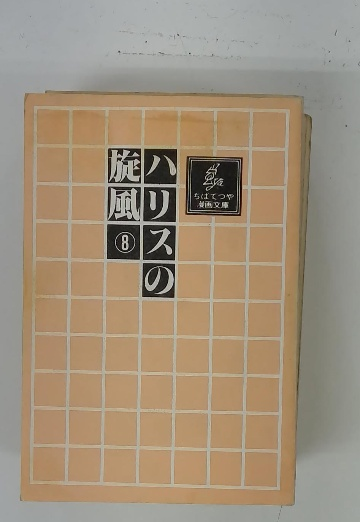 ハリスの
旋風
⑧
ちばてつや
漫画文庫